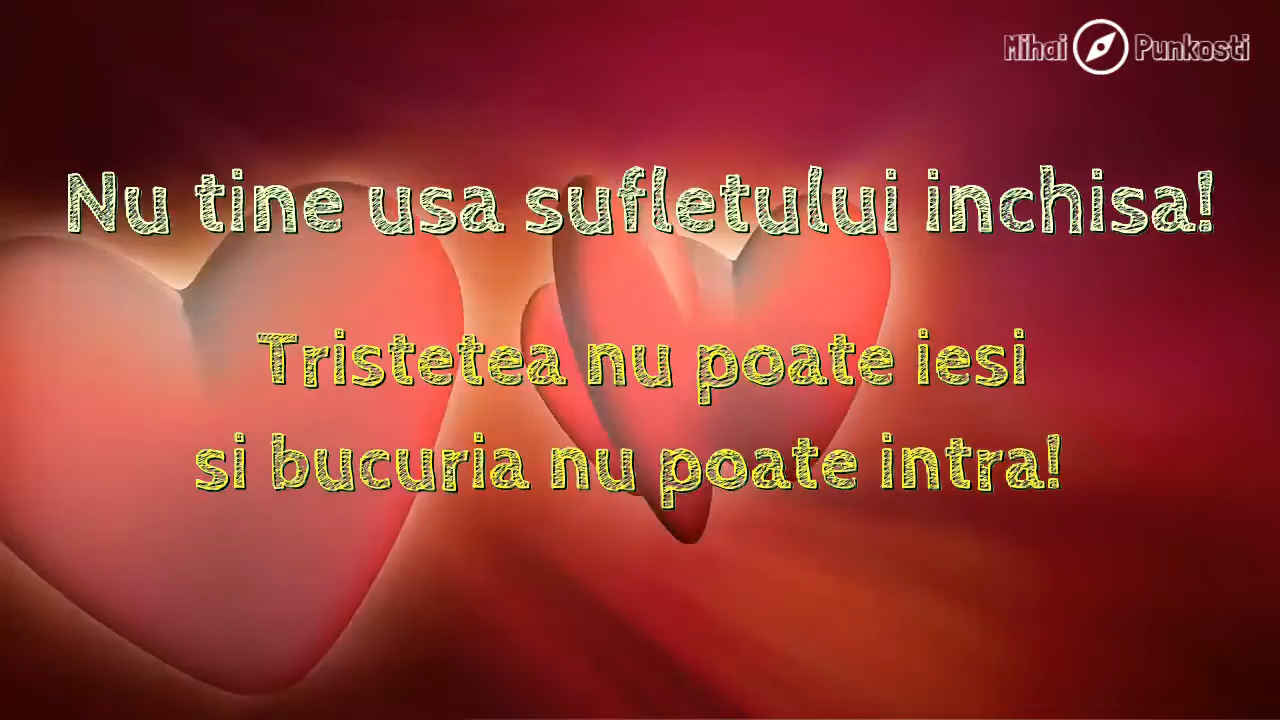 Mihai Punkosti
Nu tine usa sufletului inchisa!
Tristetea nu poate iesi
si bucuria nu poate intra!